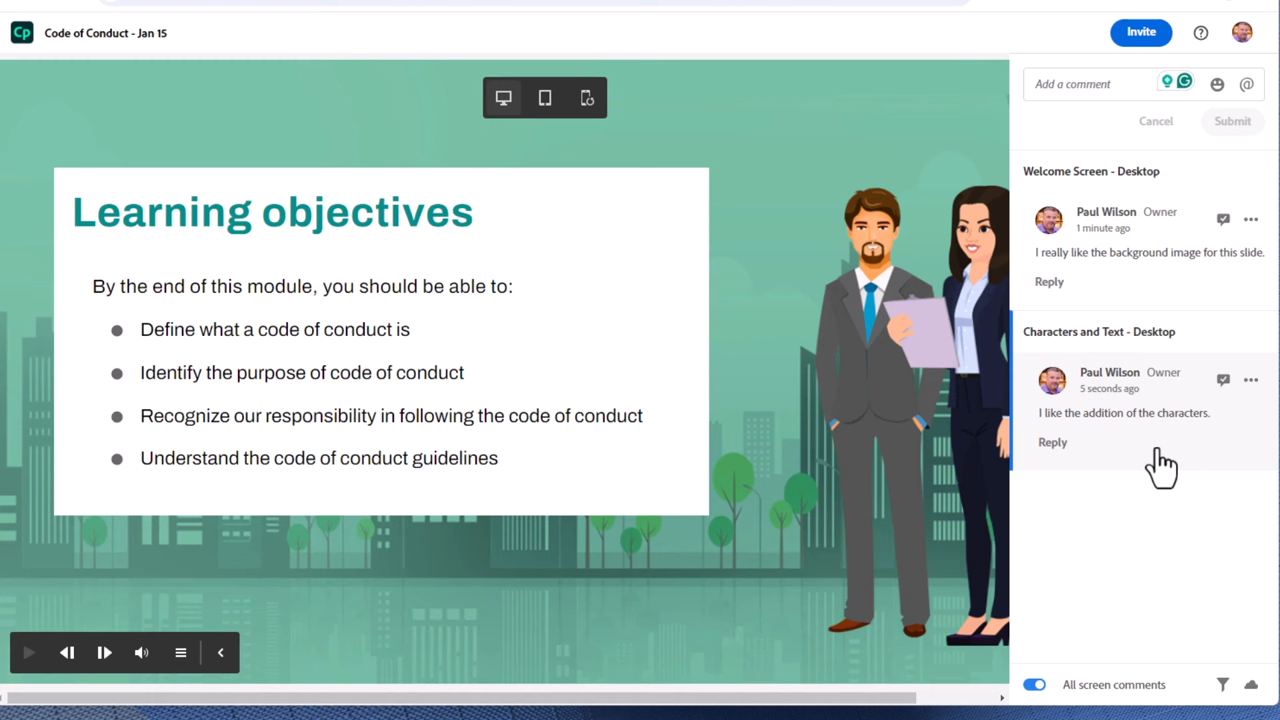 Cp
Code of Conduct - Jan 15
Invite
Learning objectives
By the end of this module, you should be able to:
Define what a code of conduct is
Identify the purpose of code of conduct
Recognize our responsibility in following the code of conduct
Understand the code of conduct guidelines
Add a comment
Cancel
Submit
Welcome Screen - Desktop
Paul Wilson Owner
1 minute ago
I really like the background image for this slide.
Reply
Characters and Text - Desktop
Paul Wilson Owner
5 seconds ago
I like the addition of the characters.
Reply
All screen comments